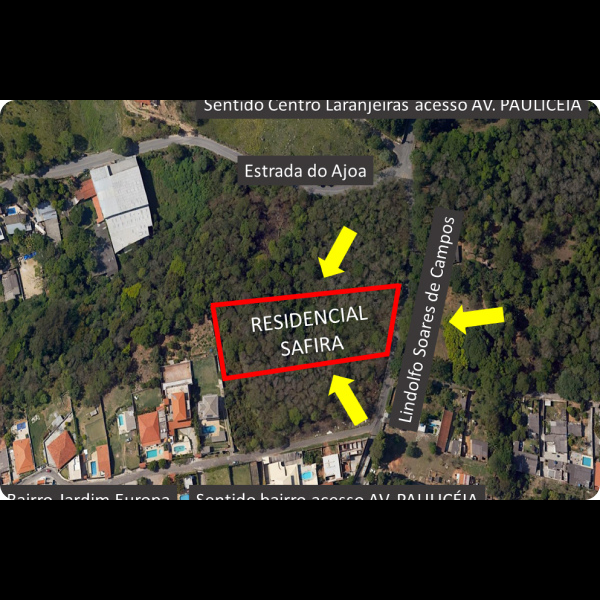 Sentido Centro Laranjeiras acesso AV. PAULICEIA
Estrada do Ajoa
Lindolfo Soares de Campos
RESIDENCIAL
SAFIRA
Bairro Jardim Europa
Sentido bairro acesso AV. PAULICÉIA